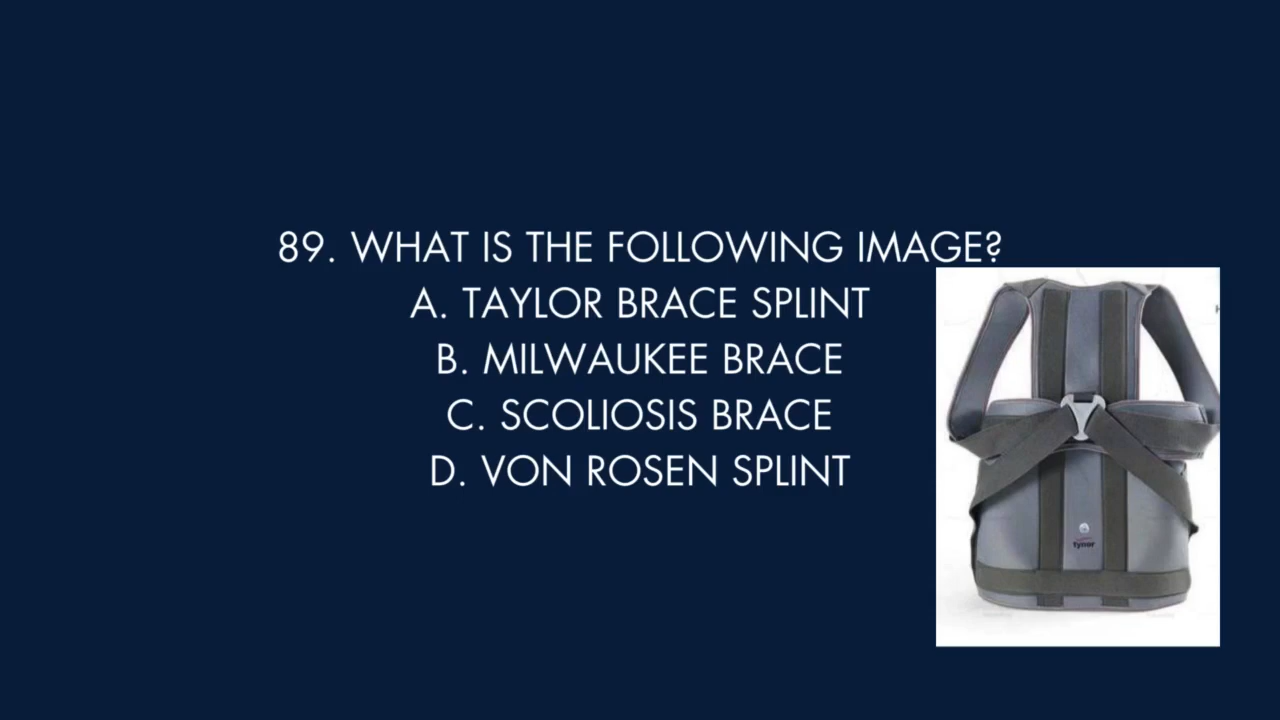 89. WHAT IS THE FOLLOWING IMAGE?
A. TAYLOR BRACE SPLINT
B. MILWAUKEE BRACE
C. SCOLIOSIS BRACE
D. VON ROSEN SPLINT
tynor